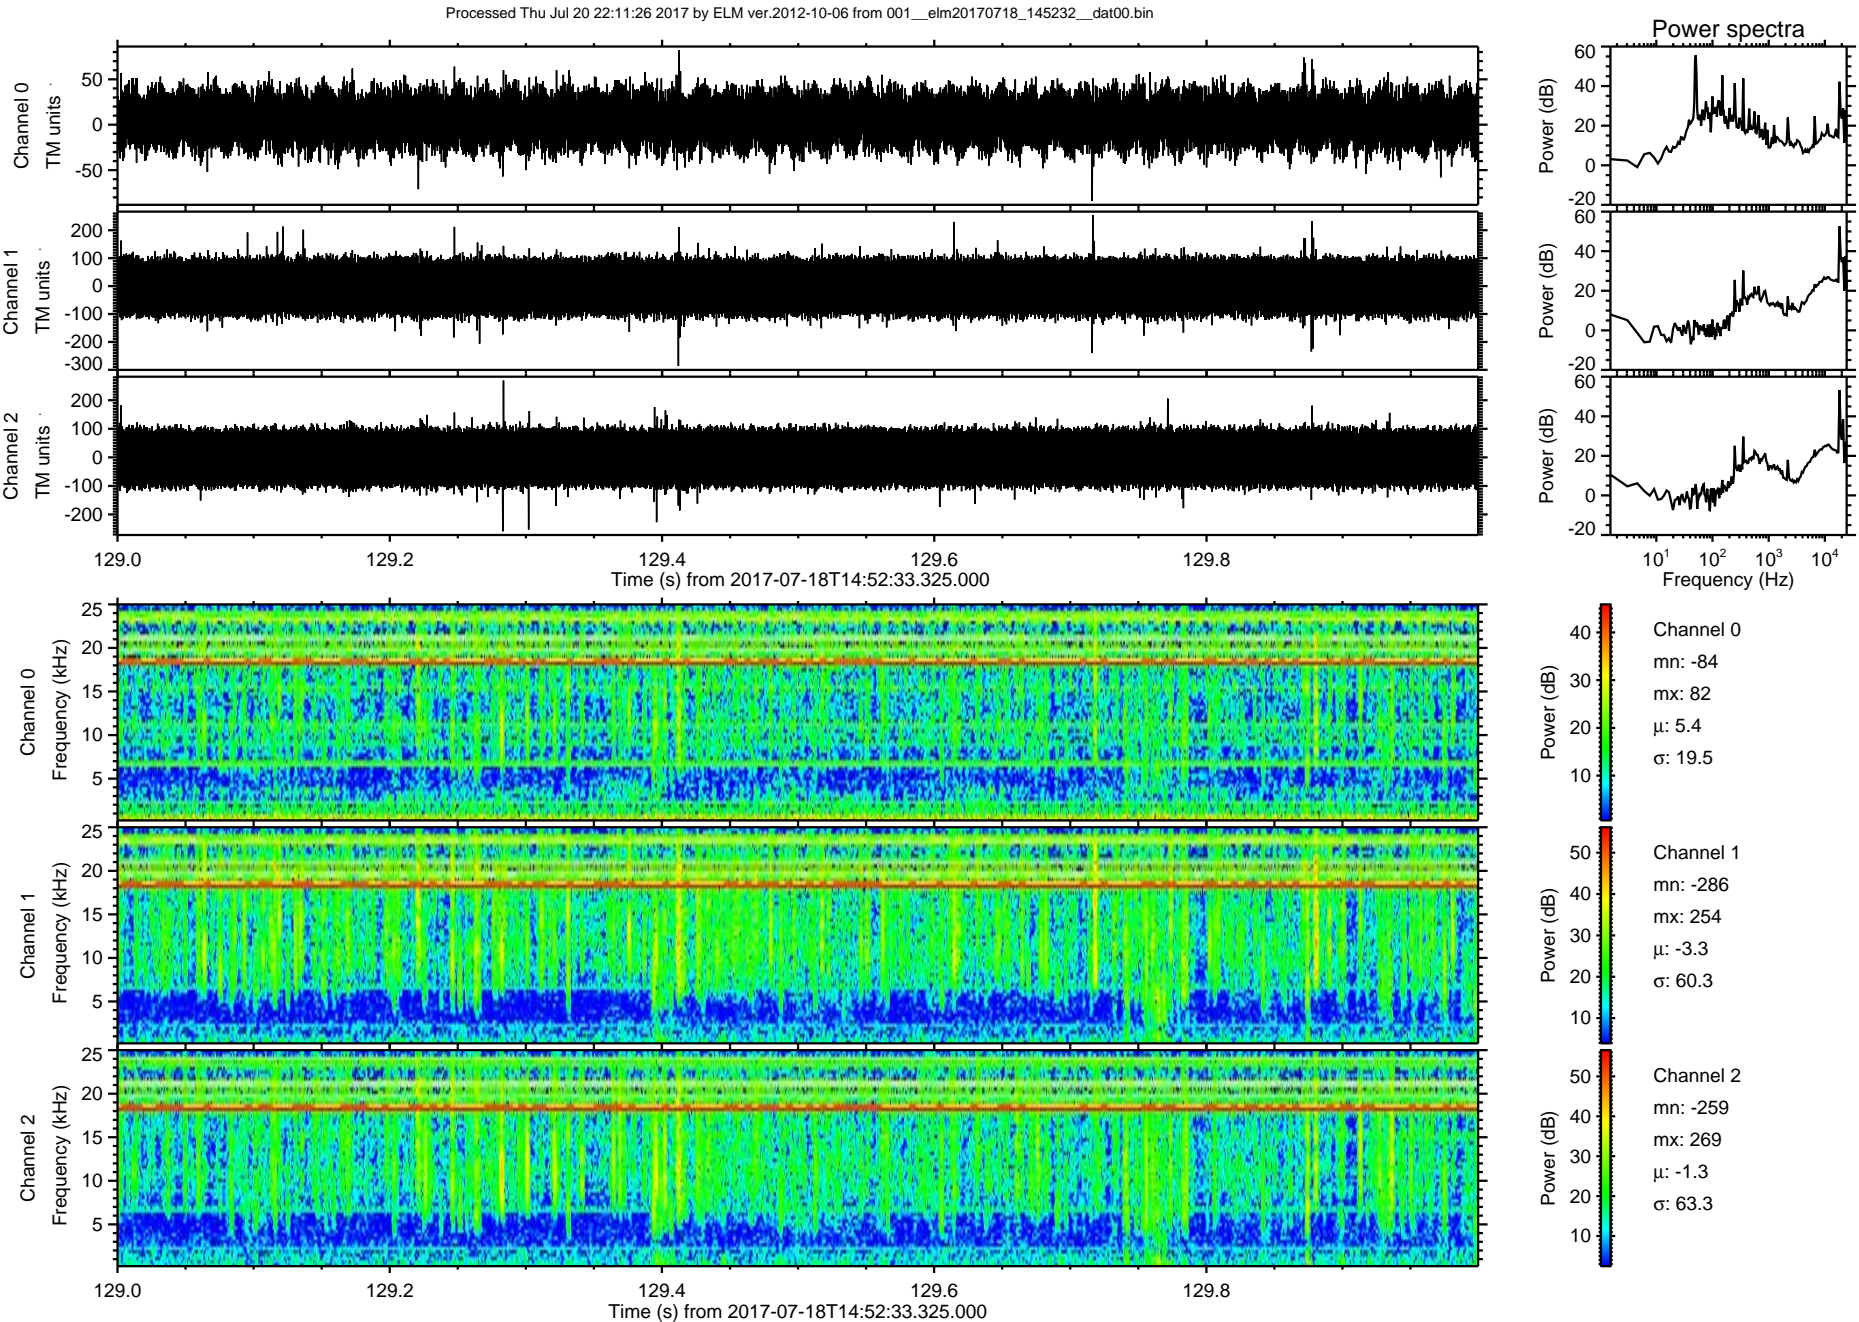 Processed Thu Jul 20 22:11:26 2017 by ELM ver.2012-10-06 from 001__elm20170718_145232__dat00.bin
Power spectra
Channel 0
TM units
50
0
-50
Power (dB)
60
40
20
0
-20
Channel 1
TM units
200
100
0
-100
-200
-300
Power (dB)
60
40
20
0
-20
Channel 2
TM units
200
100
0
-100
-200
Power (dB)
60
40
20
0
-20
129.0 129.2 129.4 129.6 129.8
Time (s) from 2017-07-18T14:52:33.325.000
10¹ 10² 10³ 10⁴
Frequency (Hz)
Channel 0
Frequency (kHz)
25
20
15
10
5
Power (dB)
40
30
20
10
Channel 0
mn: -84
mx: 82
μ: 5.4
σ: 19.5
Channel 1
Frequency (kHz)
25
20
15
10
5
Power (dB)
50
40
30
20
10
Channel 1
mn: -286
mx: 254
μ: -3.3
σ: 60.3
Channel 2
Frequency (kHz)
25
20
15
10
5
Power (dB)
50
40
30
20
10
Channel 2
mn: -259
mx: 269
μ: -1.3
σ: 63.3
129.0 129.2 129.4 129.6 129.8
Time (s) from 2017-07-18T14:52:33.325.000